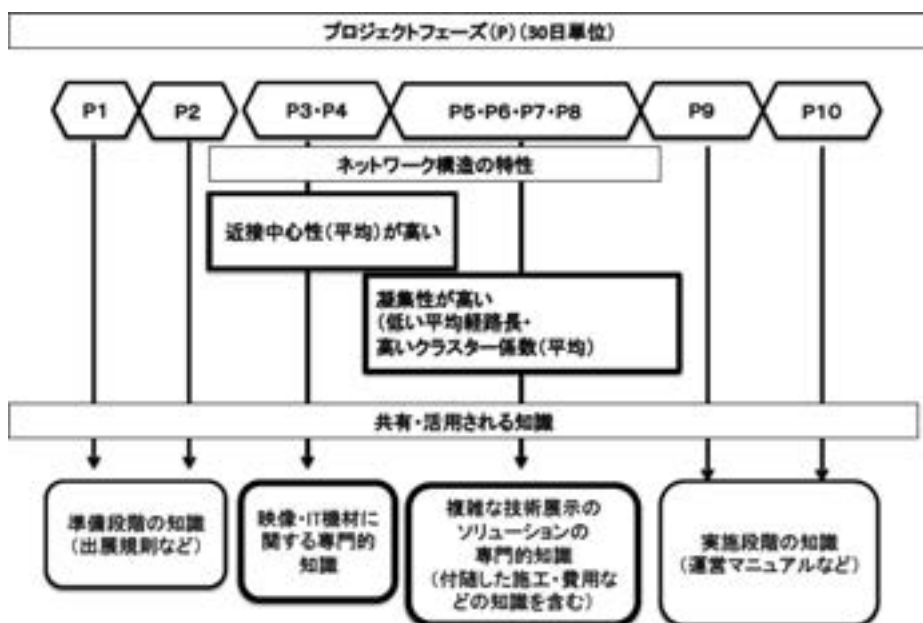 プロジェクトフェーズ(P)(30日単位)
P1
P2
P3・P4
P5・P6・P7・P8
P9
P10
ネットワーク構造の特性
近接中心性(平均)が高い
凝集性が高い
(低い平均経路長・
高いクラスター係数(平均)
共有・活用される知識
準備段階の知識
(出展規則など)
映像・IT機材に
関する専門的
知識
複雑な技術展示の
ソリューションの
専門的知識
(付随した施工・費用な
どの知識を含む)
実施段階の知識
(運営マニュアルなど)